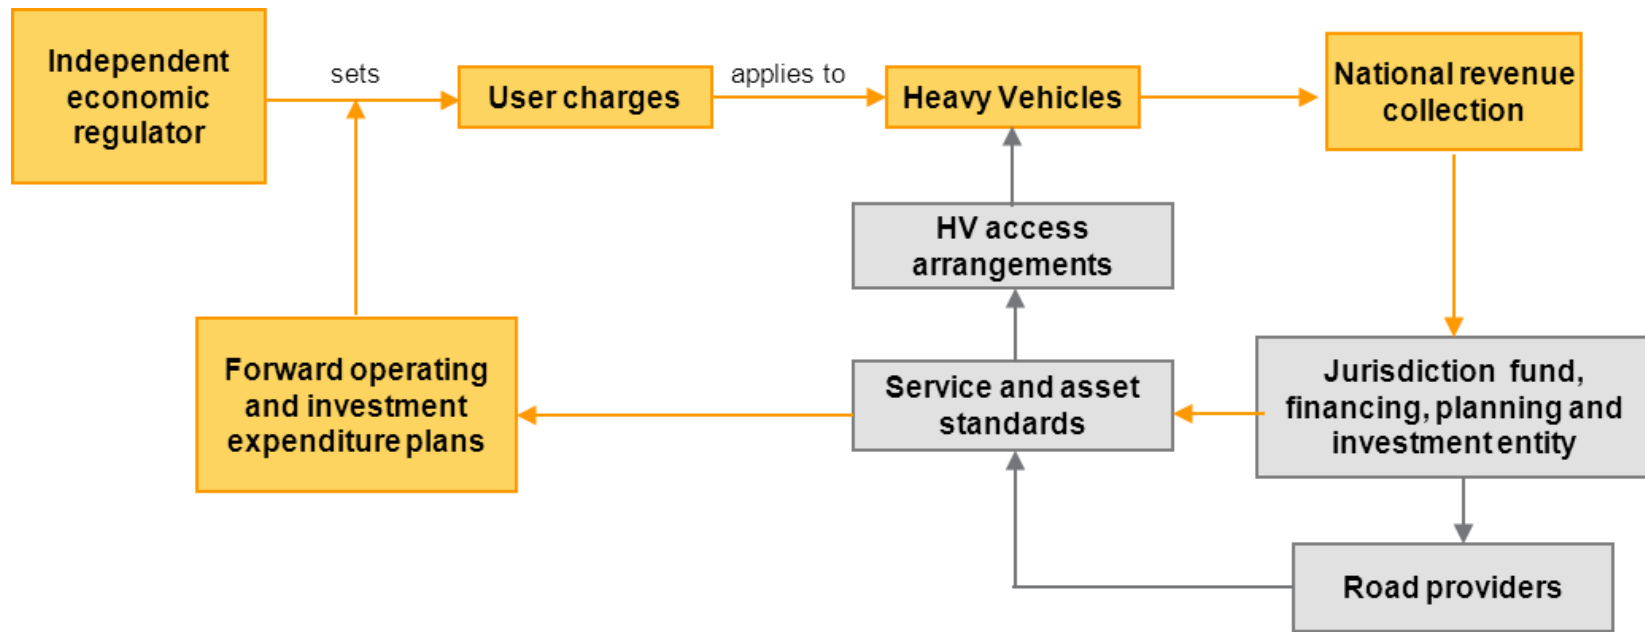 Independent
economic
regulator
sets
User charges
applies to
Heavy Vehicles
National revenue
collection
HV access
arrangements
Forward operating
and investment
expenditure plans
Service and asset
standards
Jurisdiction fund,
financing, planning and
investment entity
Road providers